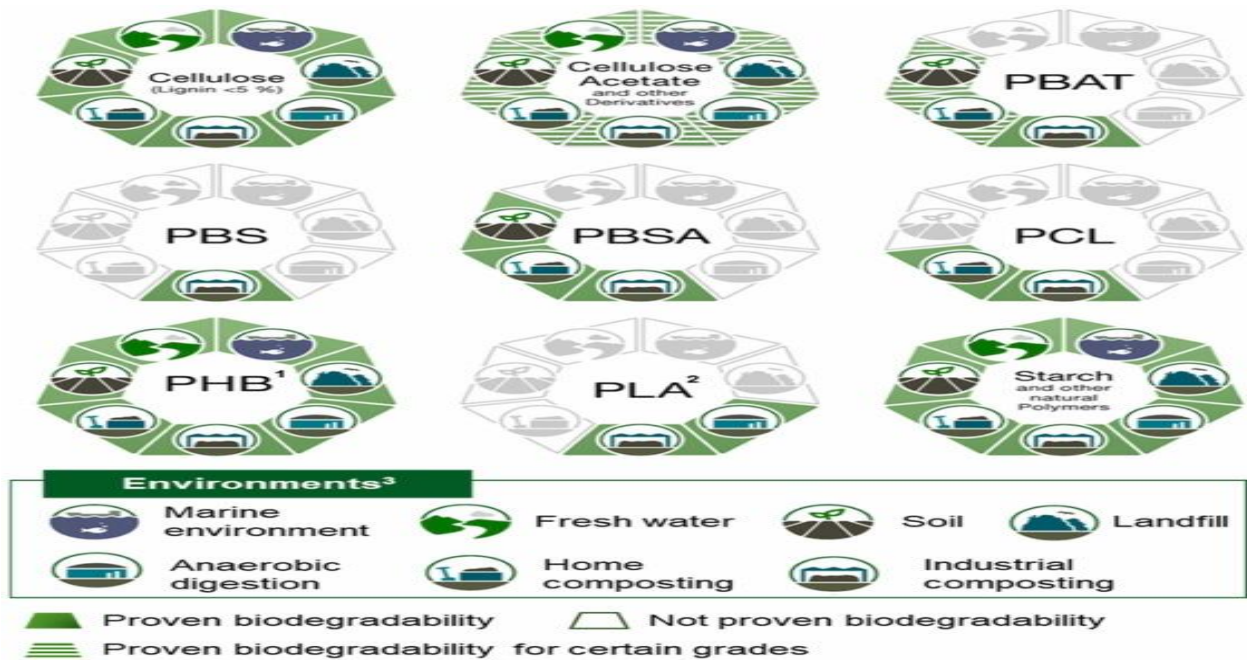 Cellulose
(Lignin <5 %)
Cellulose
Acetate
and other
Derivatives
PBAT
PBS
PBSA
PCL
PHB¹
PLA²
Starch
and other
natural
Polymers
Environments³
Marine
environment
Fresh water
Soil
Landfill
Anaerobic
digestion
Home
composting
Industrial
composting
Proven biodegradability
Not proven biodegradability
Proven biodegradability for certain grades